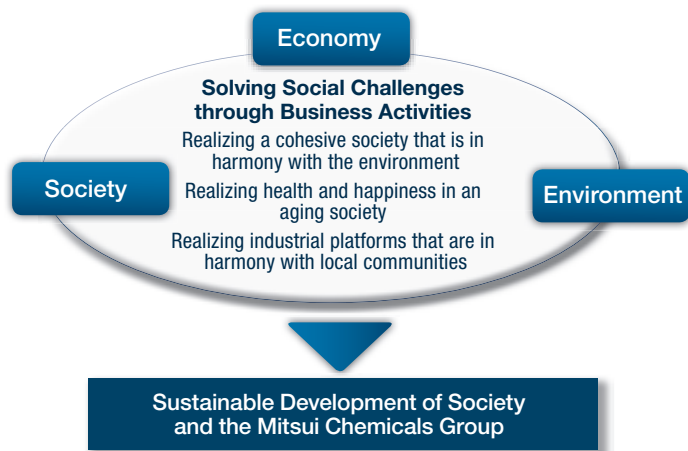 Economy
Solving Social Challenges
through Business Activities
Realizing a cohesive society that is in
harmony with the environment
Society
Realizing health and happiness in an
aging society
Environment
Realizing industrial platforms that are in
harmony with local communities
Sustainable Development of Society
and the Mitsui Chemicals Group